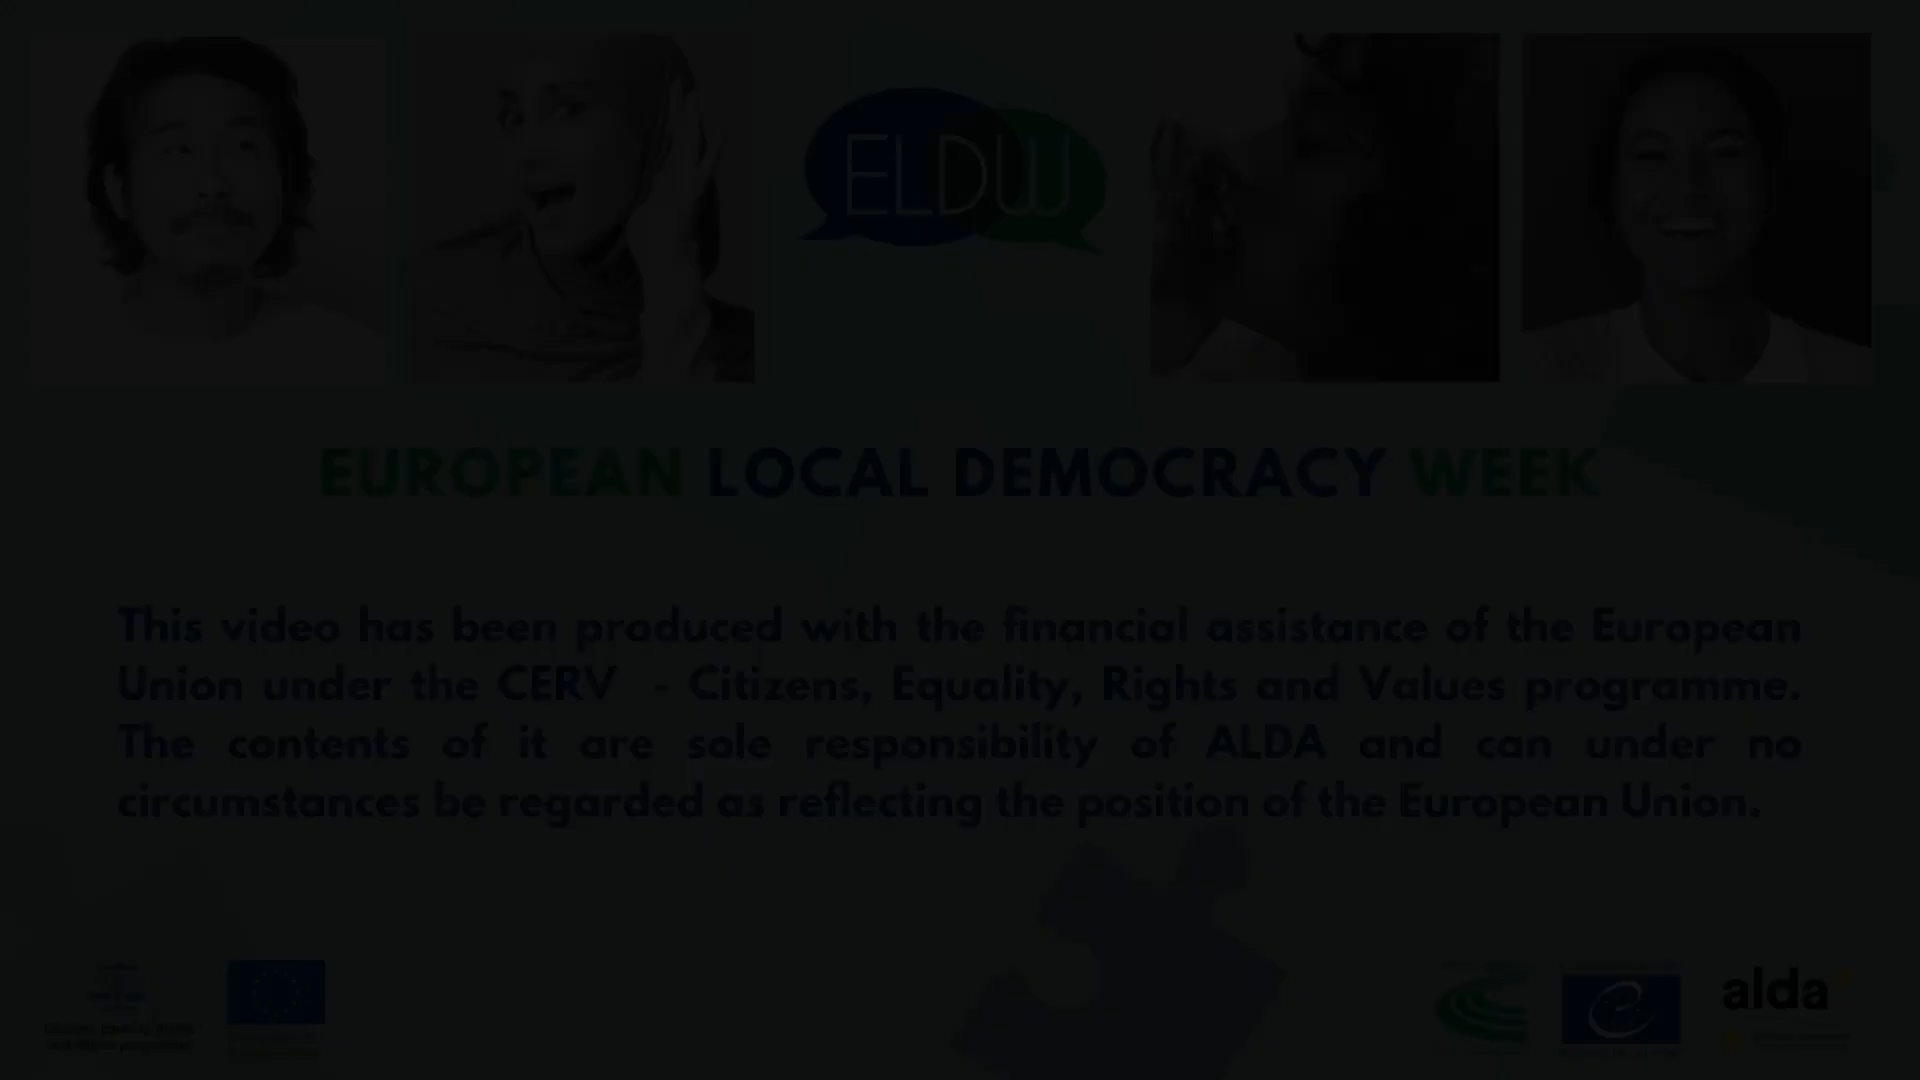 ELDW
EUROPEAN LOCAL DEMOCRACY WEEK
This video has been produced with the financial assistance of the European
Union under the CERV - Citizens, Equality, Rights and Values programme.
The contents of it are sole responsibility of ALDA and can under no
circumstances be regarded as reflecting the position of the European Union.
alda